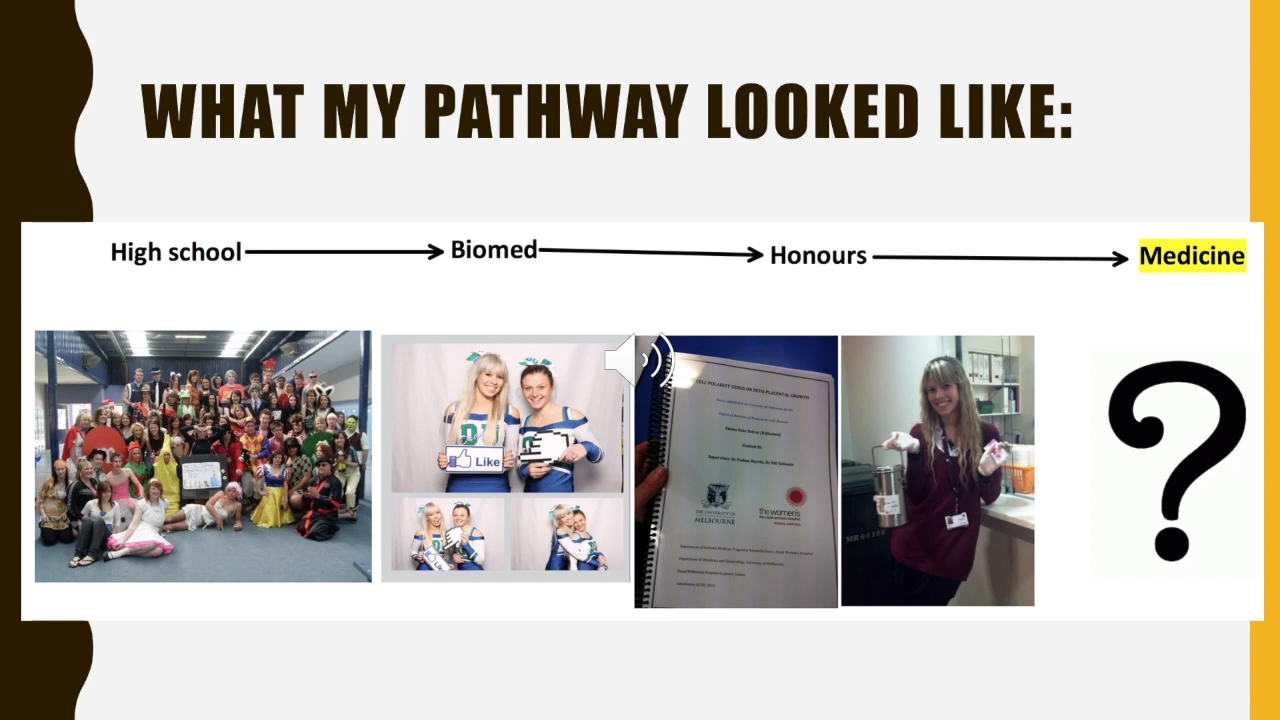 WHAT MY PATHWAY LOOKED LIKE:
High school
Biomed
Honours
Medicine
Like
CELL POLARITY GENES ON FETO-PLACENTAL GROWTH
THE UNIVERSITY OF
MELBOURNE
the women's